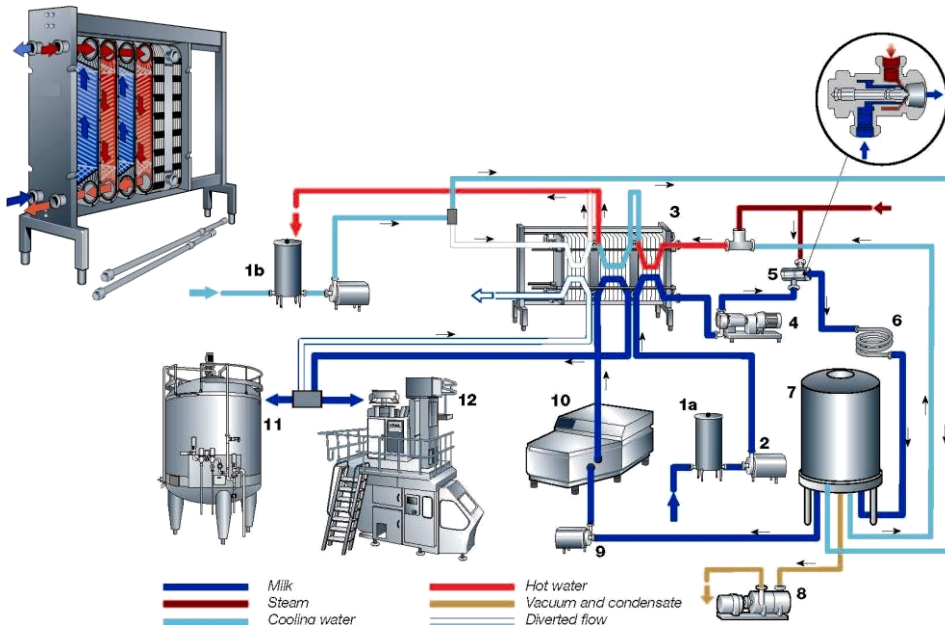 3
1b
5
4
6
7
12
11
10
1a
2
9
8
Milk
Steam
Cooling water
Hot water
Vacuum and condensate
Diverted flow